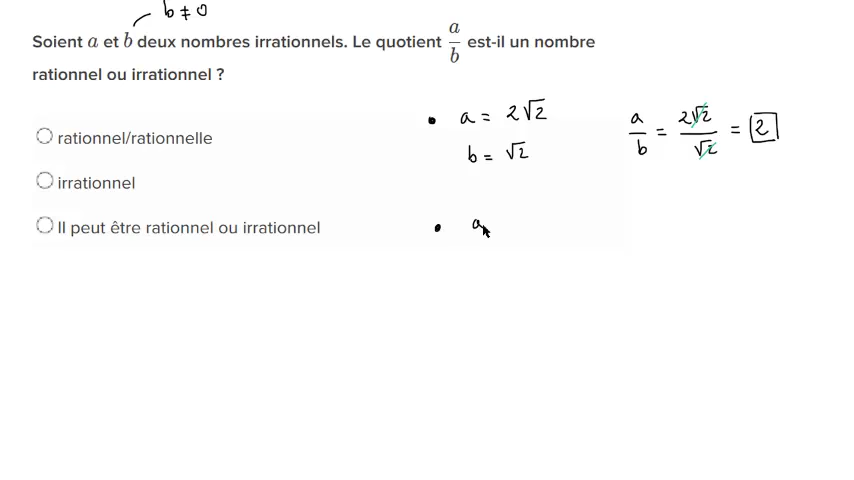 b ≠ 0
Soient a et b deux nombres irrationnels. Le quotient a/b est-il un nombre
rationnel ou irrationnel ?
• a = 2√2
b = √2
a/b = 2√2/√2 = 2
rationnel/rationnelle
irrationnel
Il peut être rationnel ou irrationnel
• a